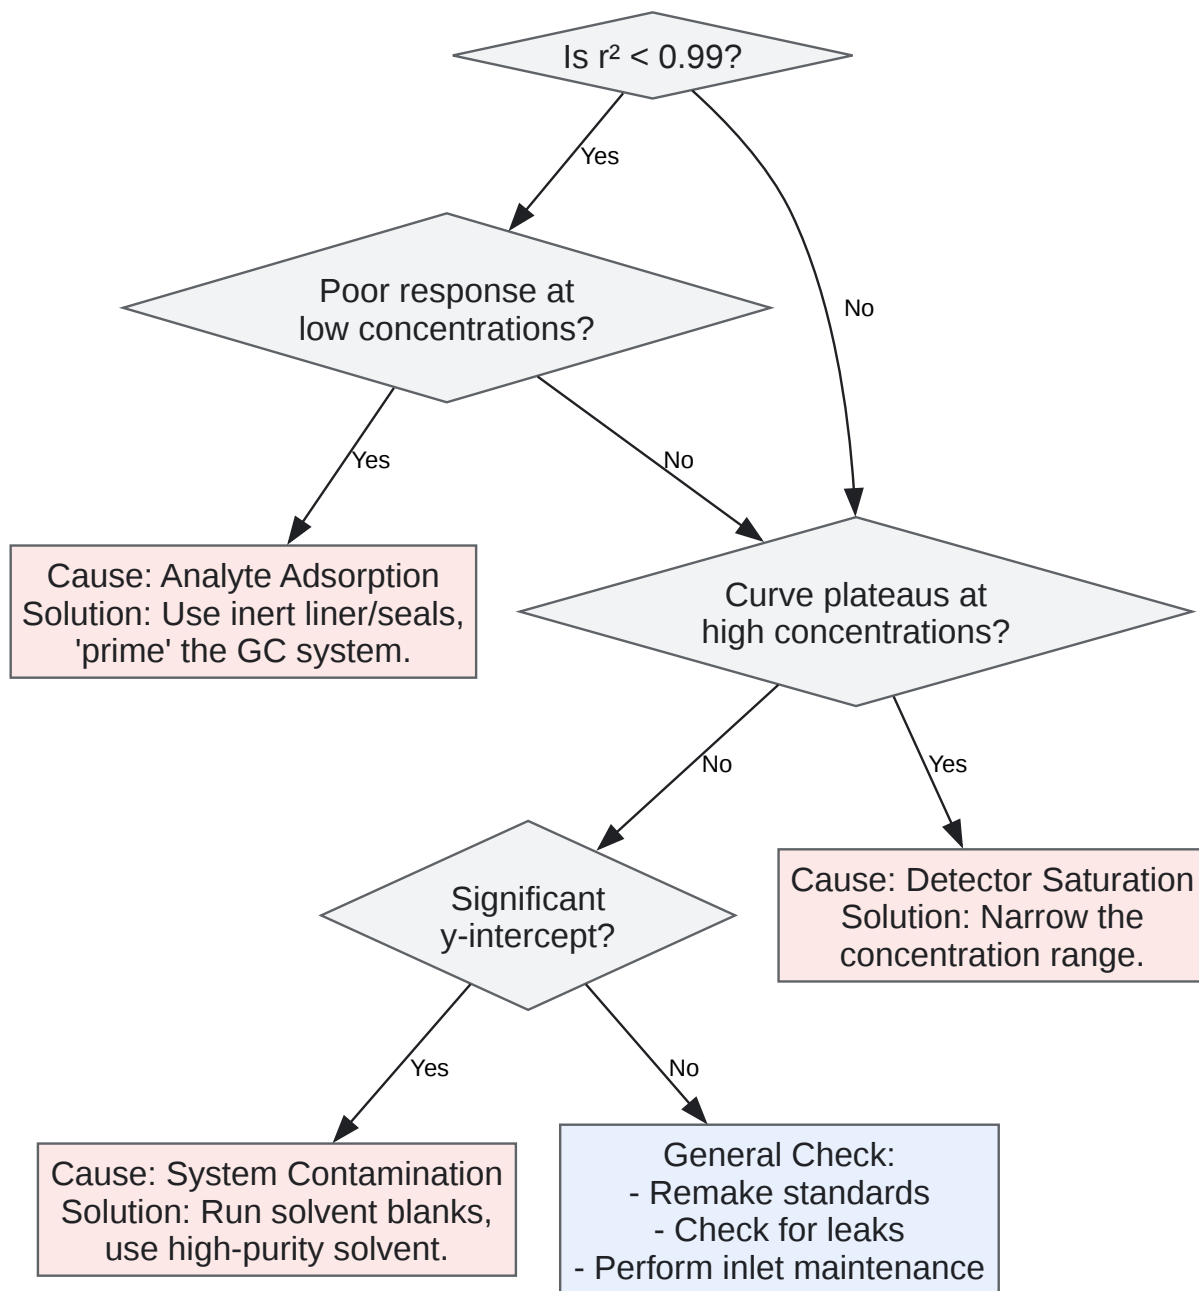 Is r² < 0.99?
Yes
No
Poor response at
low concentrations?
Yes
No
Cause: Analyte Adsorption
Solution: Use inert liner/seals,
'prime' the GC system.
Curve plateaus at
high concentrations?
No
Yes
Significant
y-intercept?
Cause: Detector Saturation
Solution: Narrow the
concentration range.
Yes
No
Cause: System Contamination
Solution: Run solvent blanks,
use high-purity solvent.
General Check:
- Remake standards
- Check for leaks
- Perform inlet maintenance